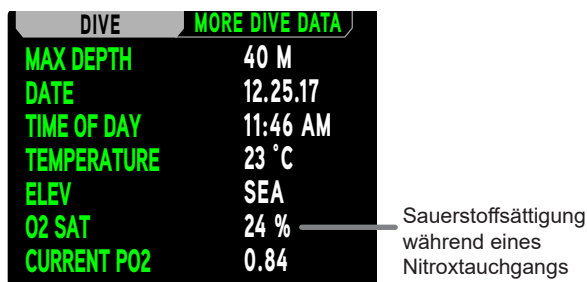 DIVE MORE DIVE DATA
MAX DEPTH 40 M
DATE 12.25.17
TIME OF DAY 11:46 AM
TEMPERATURE 23 °C
ELEV SEA
O2 SAT 24 %
CURRENT PO2 0.84
Sauerstoffsättigung
während eines
Nitroxtauchgangs